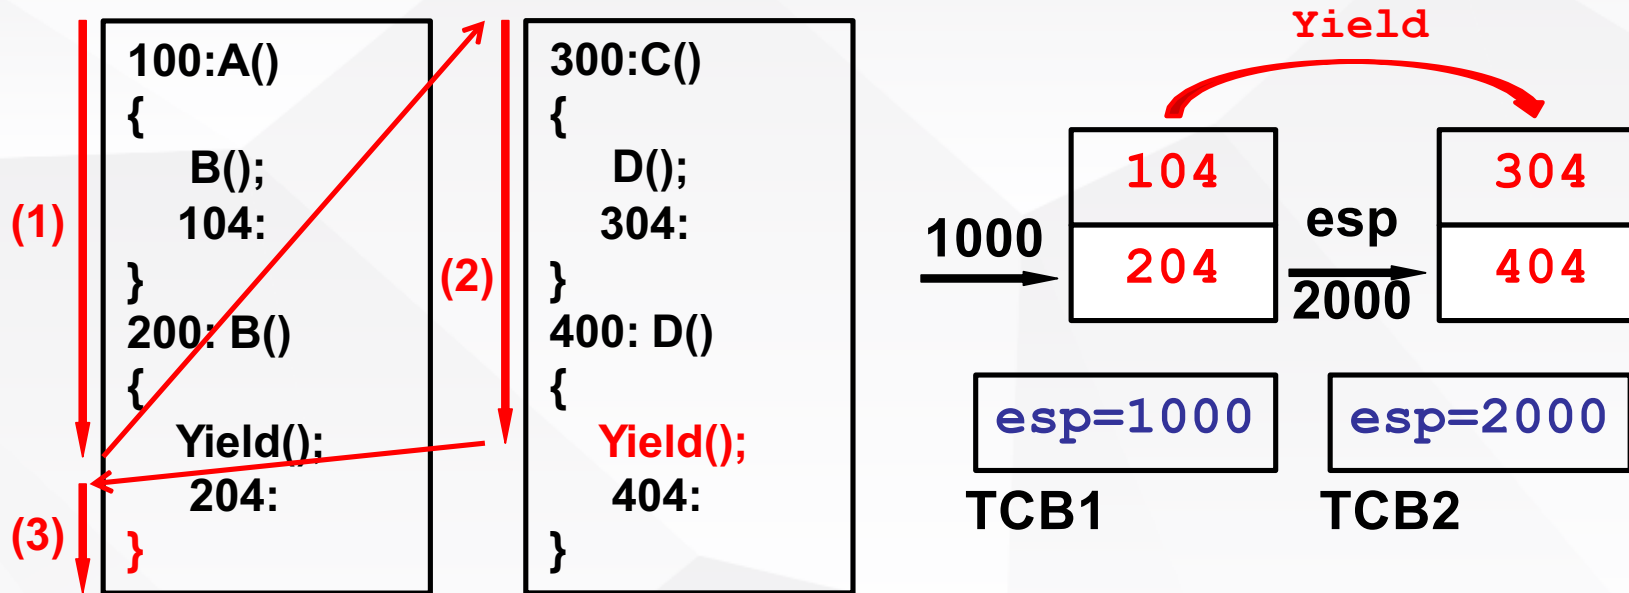 (1)
(3)
100:A()
{
B();
104:
}
200: B()
{
Yield();
204:
}
(2)
300:C()
{
D();
304:
}
400: D()
{
Yield();
404:
}
Yield
1000
104
204
esp
2000
304
404
esp=1000
TCB1
esp=2000
TCB2